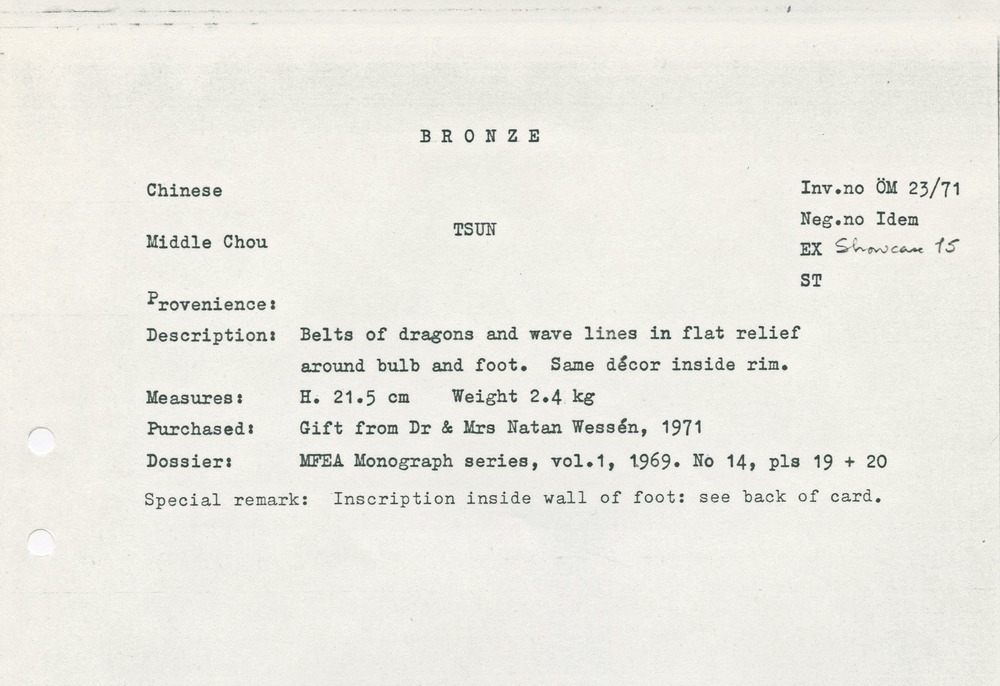 BRONZE
Chinese
Inv.no ÖM 23/71
Neg.no Idem
TSUN
Middle Chou
EX Showcase 15
ST
Provenience:
Description: Belts of dragons and wave lines in flat relief
around bulb and foot. Same décor inside rim.
Measures: H. 21.5 cm Weight 2.4 kg
Purchased: Gift from Dr & Mrs Natan Wessén, 1971
Dossier: MFEA Monograph series, vol.1, 1969. No 14, pls 19 + 20
Special remark: Inscription inside wall of foot: see back of card.